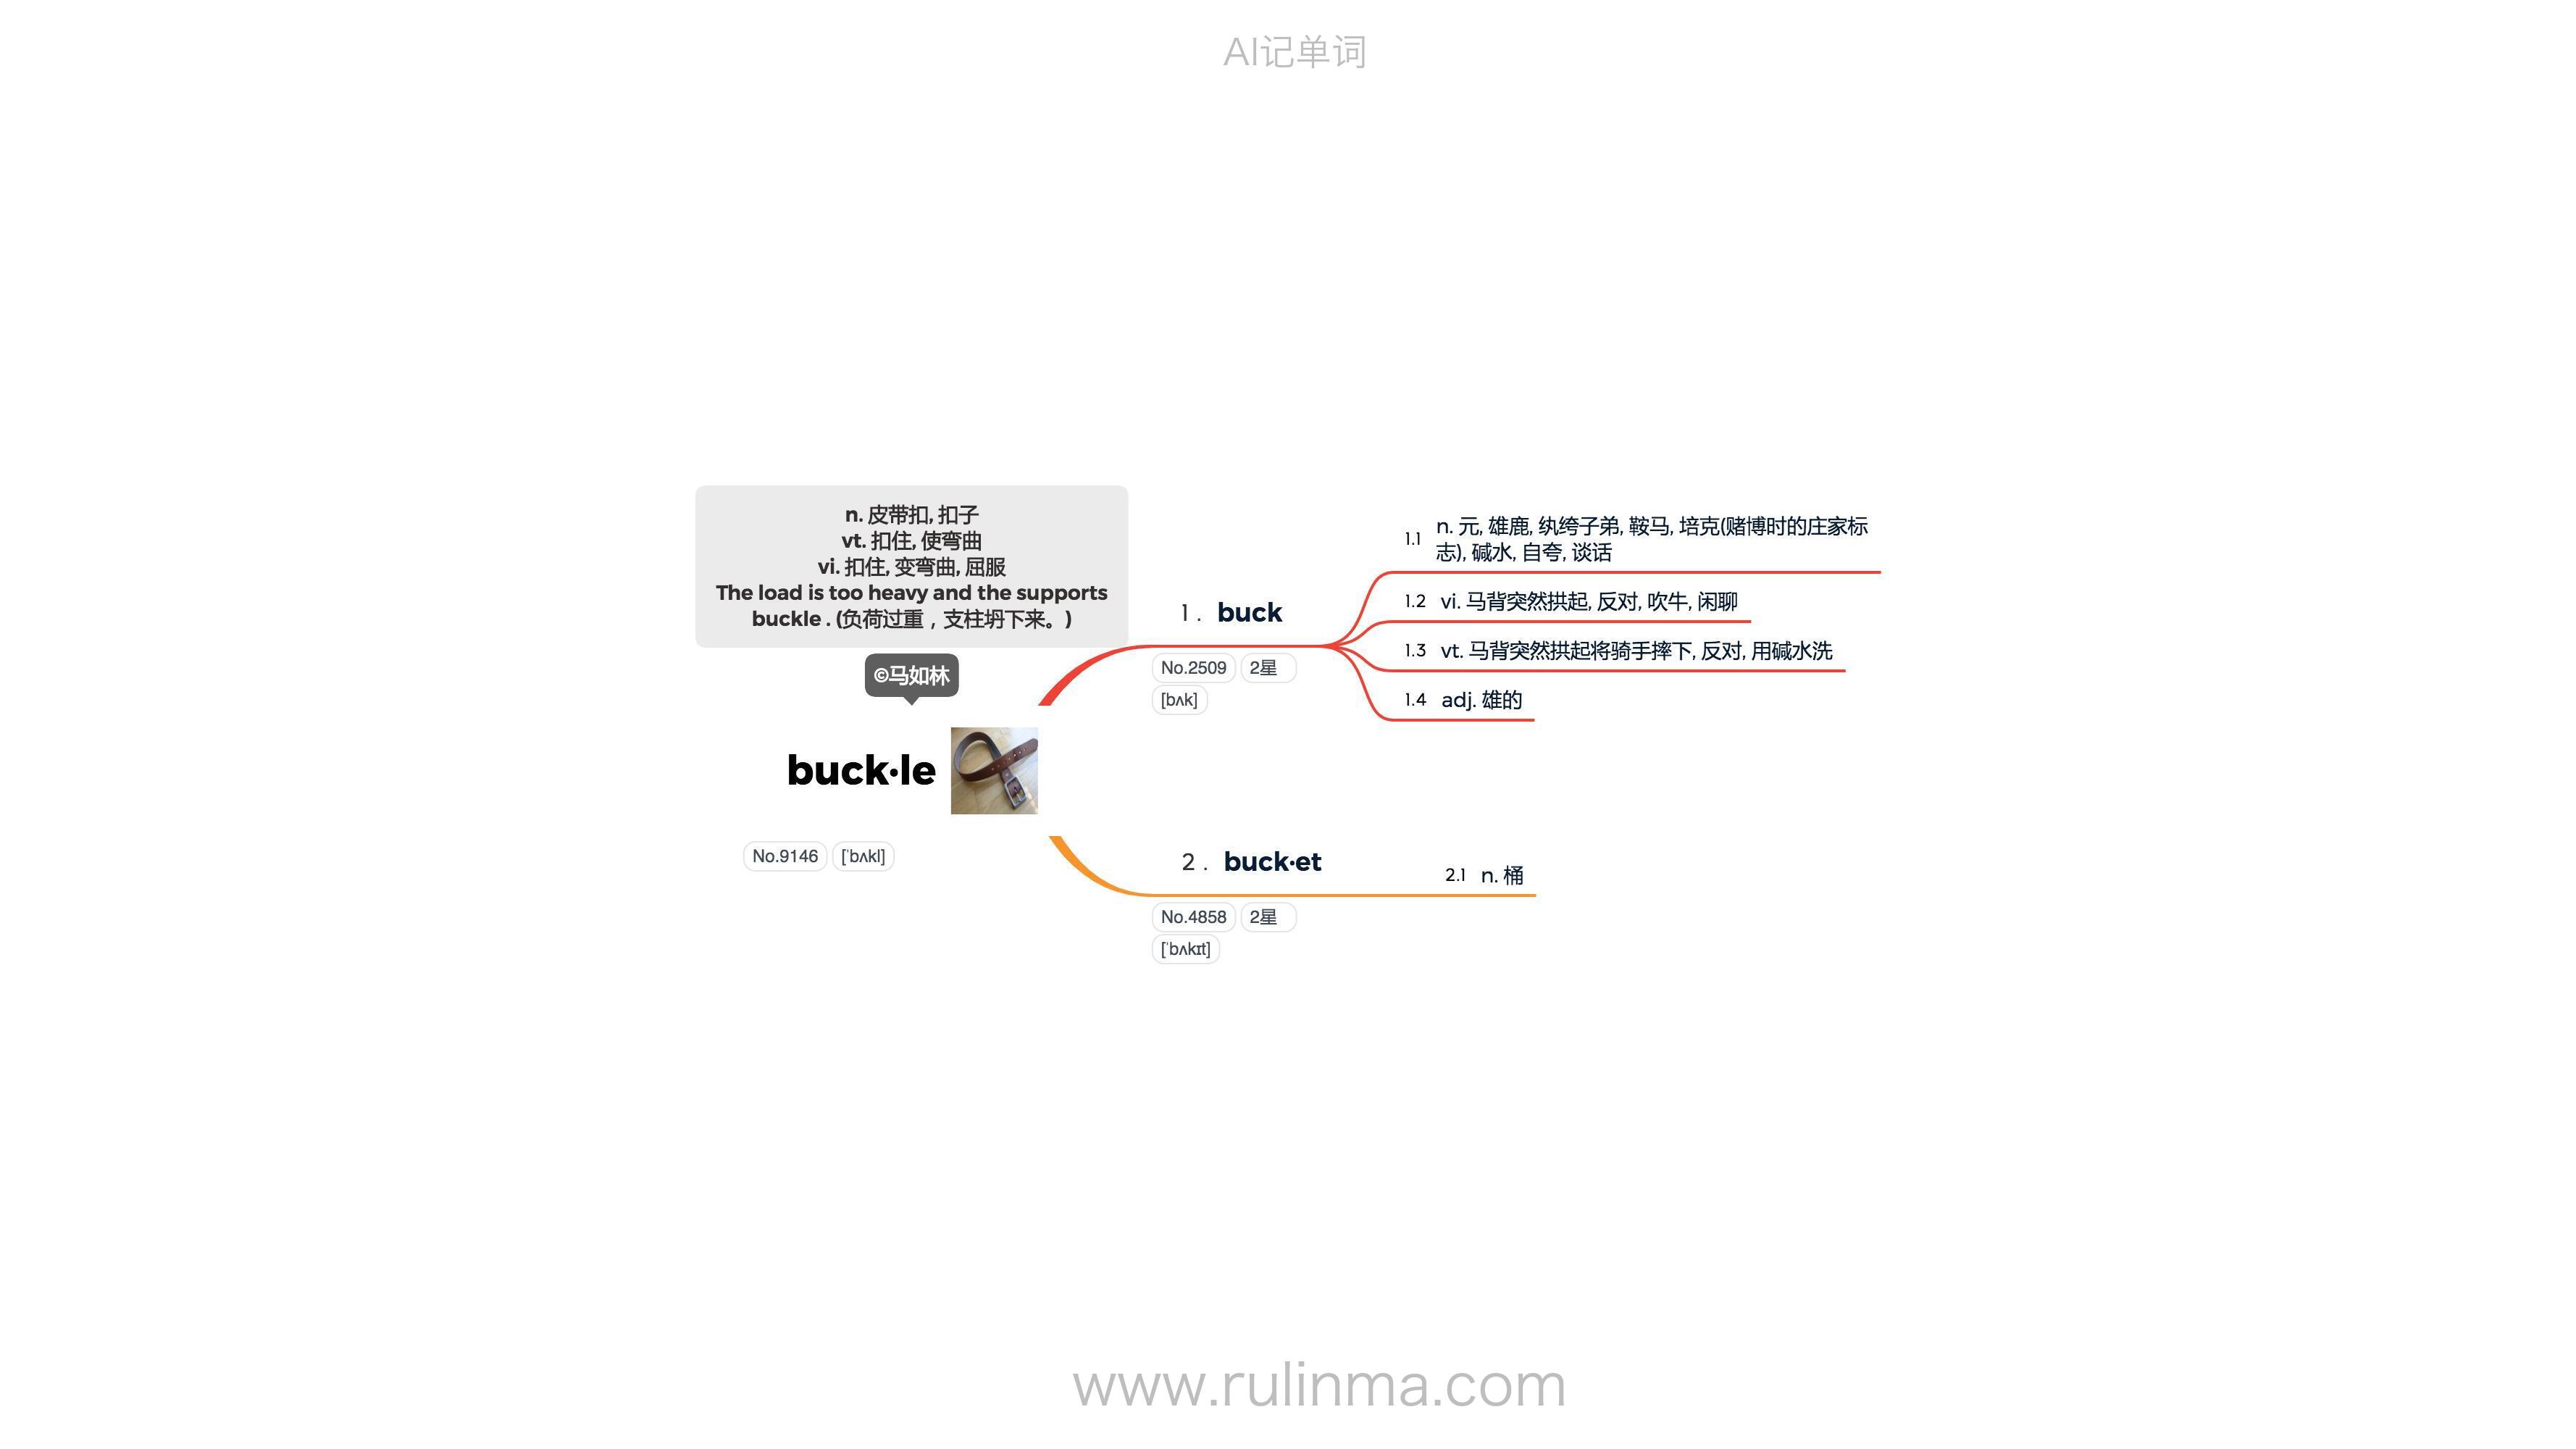 AI记单词
n. 皮带扣, 扣子
vt. 扣住, 使弯曲
vi. 扣住, 变弯曲, 屈服
The load is too heavy and the supports
buckle . (负荷过重，支柱坍下来。)
©马如林
buck·le
No.9146 ['bʌkl]
1 . buck
No.2509 2星
[bʌk]
1.1 n. 元, 雄鹿, 纨绔子弟, 鞍马, 培克(赌博时的庄家标
志), 碱水, 自夸, 谈话
1.2 vi. 马背突然拱起, 反对, 吹牛, 闲聊
1.3 vt. 马背突然拱起将骑手摔下, 反对, 用碱水洗
1.4 adj. 雄的
2 . buck·et
No.4858 2星
['bʌkɪt]
2.1 n. 桶
www.rulinma.com